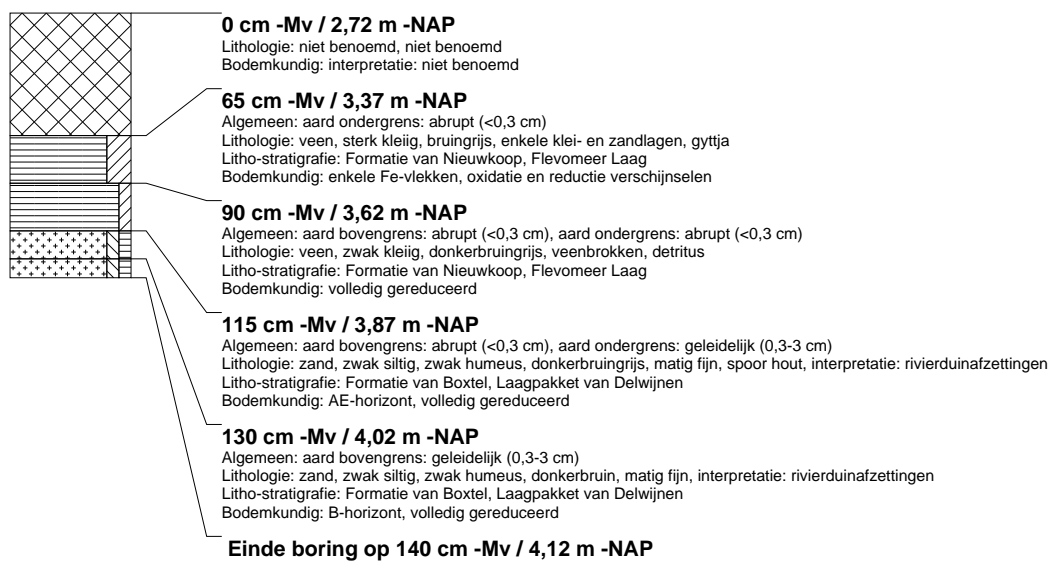 0 cm -Mv / 2,72 m -NAP
Lithologie: niet benoemd, niet benoemd
Bodemkundig: interpretatie: niet benoemd
65 cm -Mv / 3,37 m -NAP
Algemeen: aard ondergrens: abrupt (<0,3 cm)
Lithologie: veen, sterk kleiig, bruingrijs, enkele klei- en zandlagen, gyttja
Litho-stratigrafie: Formatie van Nieuwkoop, Flevomeer Laag
Bodemkundig: enkele Fe-vlekken, oxidatie en reductie verschijnselen
90 cm -Mv / 3,62 m -NAP
Algemeen: aard bovengrens: abrupt (<0,3 cm), aard ondergrens: abrupt (<0,3 cm)
Lithologie: veen, zwak kleiig, donkerbruingrijs, veenbrokken, detritus
Litho-stratigrafie: Formatie van Nieuwkoop, Flevomeer Laag
Bodemkundig: volledig gereduceerd
115 cm -Mv / 3,87 m -NAP
Algemeen: aard bovengrens: abrupt (<0,3 cm), aard ondergrens: geleidelijk (0,3-3 cm)
Lithologie: zand, zwak siltig, zwak humeus, donkerbruingrijs, matig fijn, spoor hout, interpretatie: rivierduinafzettingen
Litho-stratigrafie: Formatie van Boxtel, Laagpakket van Delwijnen
Bodemkundig: AE-horizont, volledig gereduceerd
130 cm -Mv / 4,02 m -NAP
Algemeen: aard bovengrens: geleidelijk (0,3-3 cm)
Lithologie: zand, zwak siltig, zwak humeus, donkerbruin, matig fijn, interpretatie: rivierduinafzettingen
Litho-stratigrafie: Formatie van Boxtel, Laagpakket van Delwijnen
Bodemkundig: B-horizont, volledig gereduceerd
Einde boring op 140 cm -Mv / 4,12 m -NAP